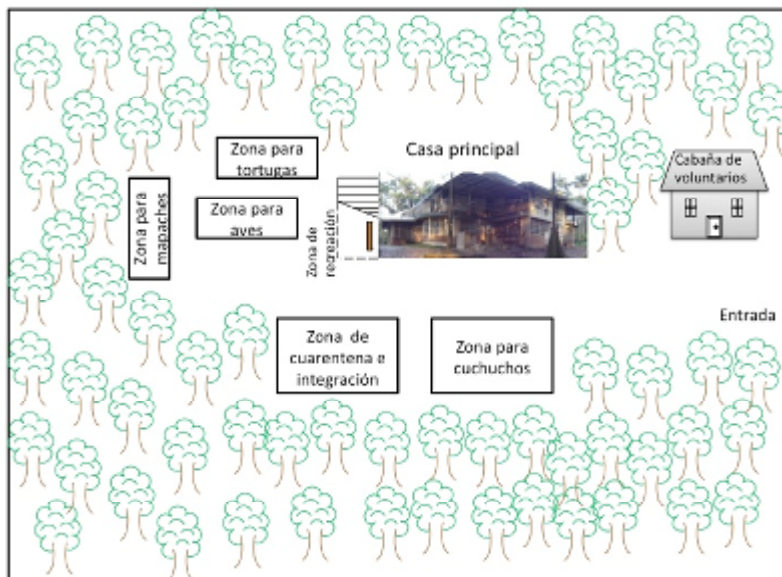 Zona para
tortugas
Casa principal
Cabaña de
voluntarios
Zona para
mapaches
Zona para
aves
Zona de
recreación
Entrada
Zona de
cuarentena e
integración
Zona para
cuchuchos